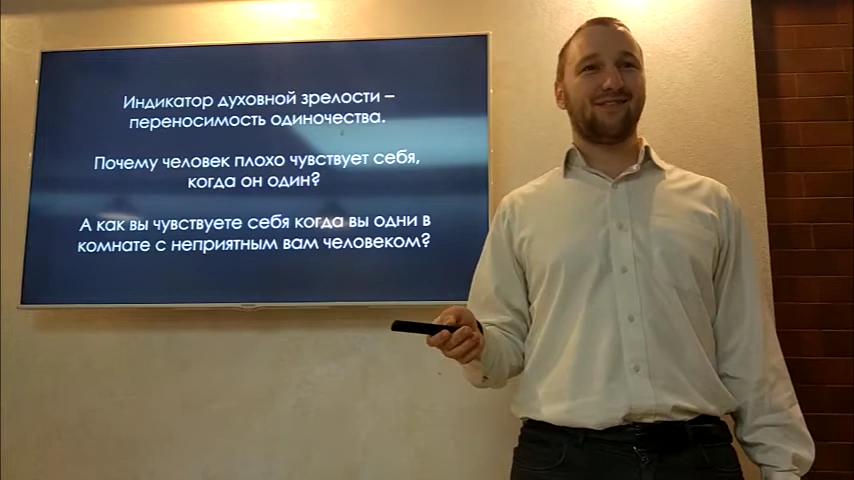 Индикатор духовной зрелости –
переносимость одиночества.
Почему человек плохо чувствует себя,
когда он один?
А как вы чувствуете себя когда вы одни в
комнате с неприятным вам человеком?